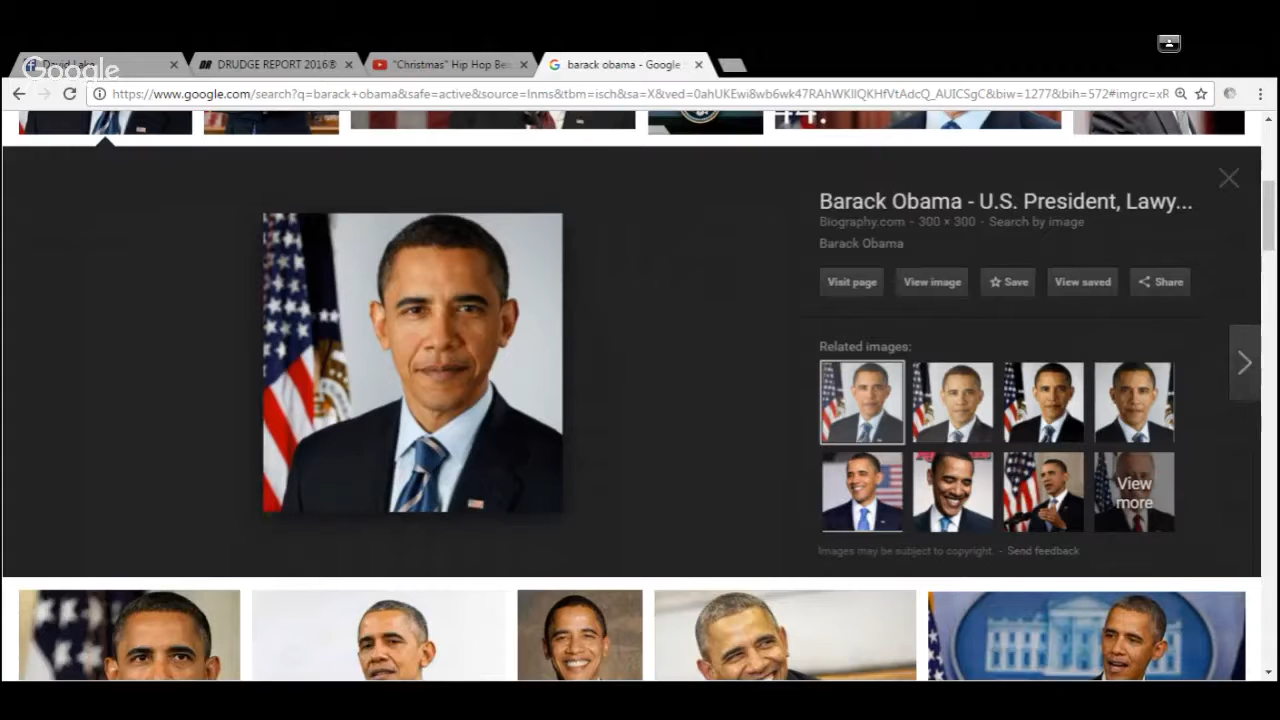 Google
David Lake
DRUDGE REPORT 2016®
"Christmas" Hip Hop Be
barack obama - Google
https://www.google.com/search?q=barack+obama&safe=active&source=lnms&tbm=isch&sa=X&ved=0ahUKEwi8wb6wk47RAhWKIlQKHfVtAdcQ_AUICSgC&biw=1277&bih=572#imgrc=xR
44.
Barack Obama - U.S. President, Lawy...
Biography.com - 300 × 300 - Search by image
Barack Obama
Visit page
View image
Save
View saved
Share
Related images:
View
more
Images may be subject to copyright. - Send feedback